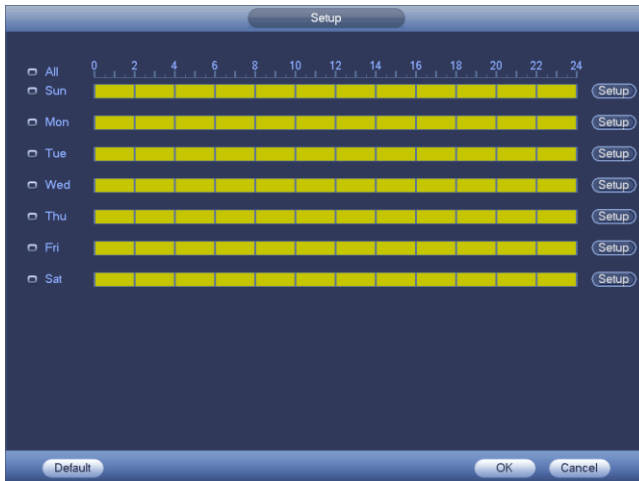 Setup
All 0 2 4 6 8 10 12 14 16 18 20 22 24
Sun Setup
Mon Setup
Tue Setup
Wed Setup
Thu Setup
Fri Setup
Sat Setup
Default OK Cancel